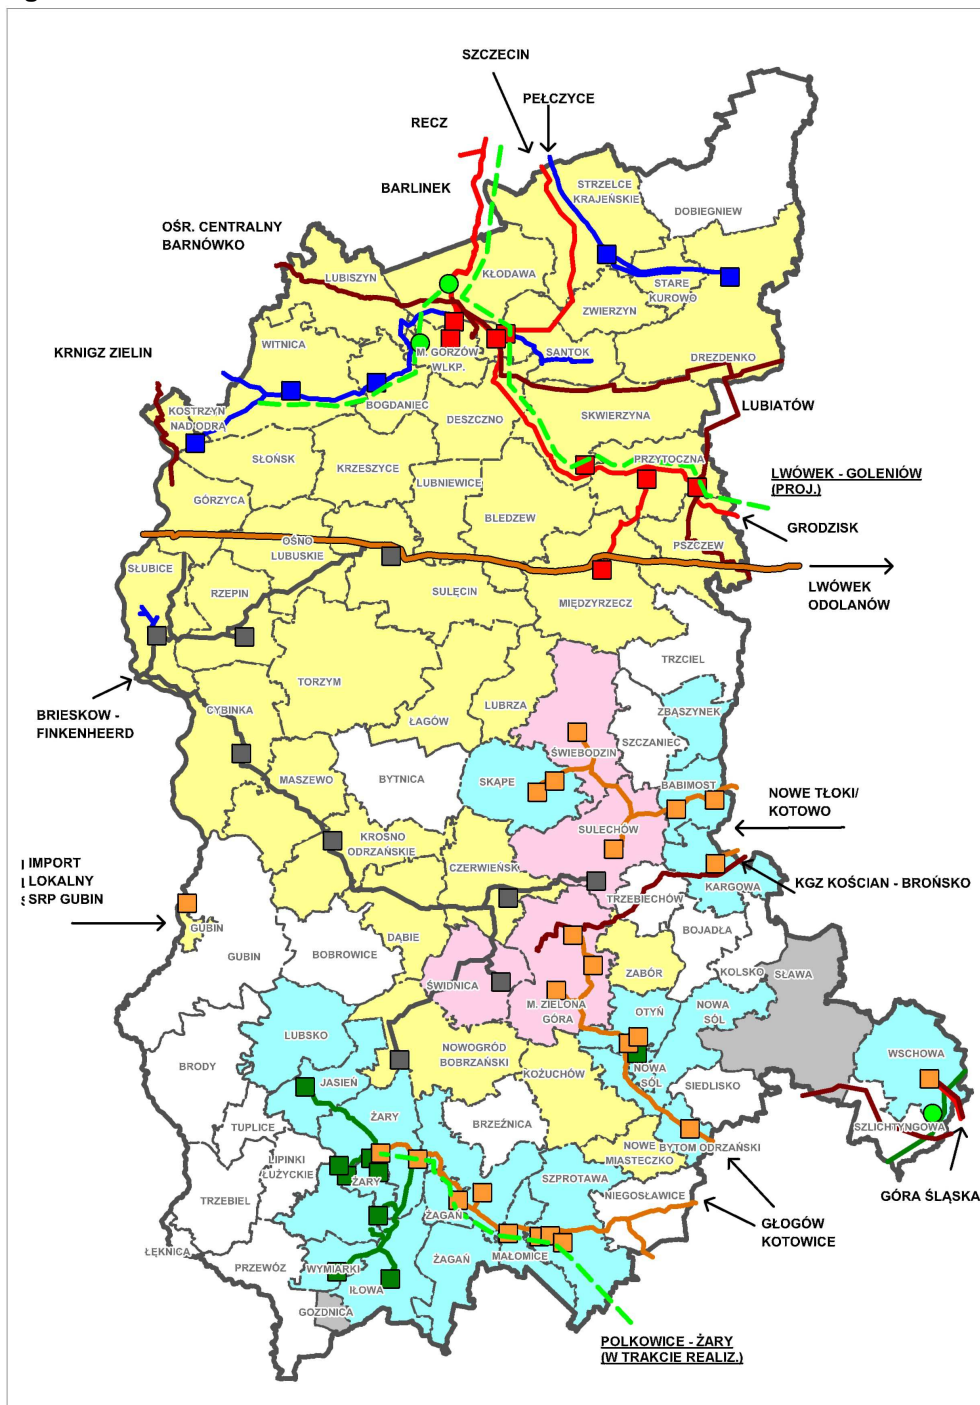 SZCZECIN
PEŁCZYCE
RECZ
BARLINEK
STRZELCE
KRAJEŃSKIE
DOBIEGNIEW
OŚR. CENTRALNY
BARNÓWKO
LUBISZYN
KŁODAWA
STARE
KUROWO
ZWIERZYN
KRNIGZ ZIELIN
WITNICA
M. GORZÓW
WLKP.
SANTOK
DREZDENKO
KOSTRZYN
NAD ODRĄ
BOGDANIEC
DESZCZNO
SKWIERZYNA
LUBIATÓW
SŁOŃSK
KRZESZYCE
LUBNIEWICE
PRZYTOCZNA
LWÓWEK - GOLENIÓW
(PROJ.)
GÓRZYCA
BLEDZEW
GRODZISK
OŚNO
LUBUSKIE
PSZCZEW
SŁUBICE
RZEPIN
SULĘCIN
MIĘDZYRZECZ
LWÓWEK
ODOLANÓW
TRZCIEL
TORZYM
LUBRZA
ZBĄSZYNEK
BRIESKOW -
FINKENHEERD
CYBINKA
ŁAGÓW
ŚWIEBODZIN
SZCZANIEC
MASZEWO
BYTNICA
SKĄPE
BABIMOST
NOWE TŁOKI/
KOTOWO
KROSNO
ODRZAŃSKIE
SULECHÓW
IMPORT
LOKALNY
SRP GUBIN
CZERWIEŃSK
KARGOWA
KGZ KOŚCIAN - BROŃSKO
TRZEBIECHÓW
GUBIN
GUBIN
BOBROWICE
DĄBIE
BOJADŁA
ŚWIDNICA
ZABÓR
KOLSKO
SŁAWA
M. ZIELONA
GÓRA
OTYŃ
NOWA
SÓL
LUBSKO
NOWOGRÓD
BOBRZAŃSKI
KOŻUCHÓW
NOWA
SÓL
WSCHOWA
BRODY
JASIEŃ
SIEDLISKO
TUPLICE
ŻARY
BRZEŹNICA
SZLICHTYNGOWA
NOWE
MIASTECZKO
BYTOM ODRZAŃSKI
LIPINKI
ŁUŻYCKIE
ŻARY
SZPROTAWA
NIEGOSŁAWICE
GÓRA ŚLĄSKA
TRZEBIEL
ŻAGAŃ
GŁOGÓW
KOTOWICE
ŁĘKNICA
PRZEWÓZ
WYMIARKI
ŻAGAŃ
MAŁOMICE
IŁOWA
GOZDNICA
POLKOWICE - ŻARY
(W TRAKCIE REALIZ.)